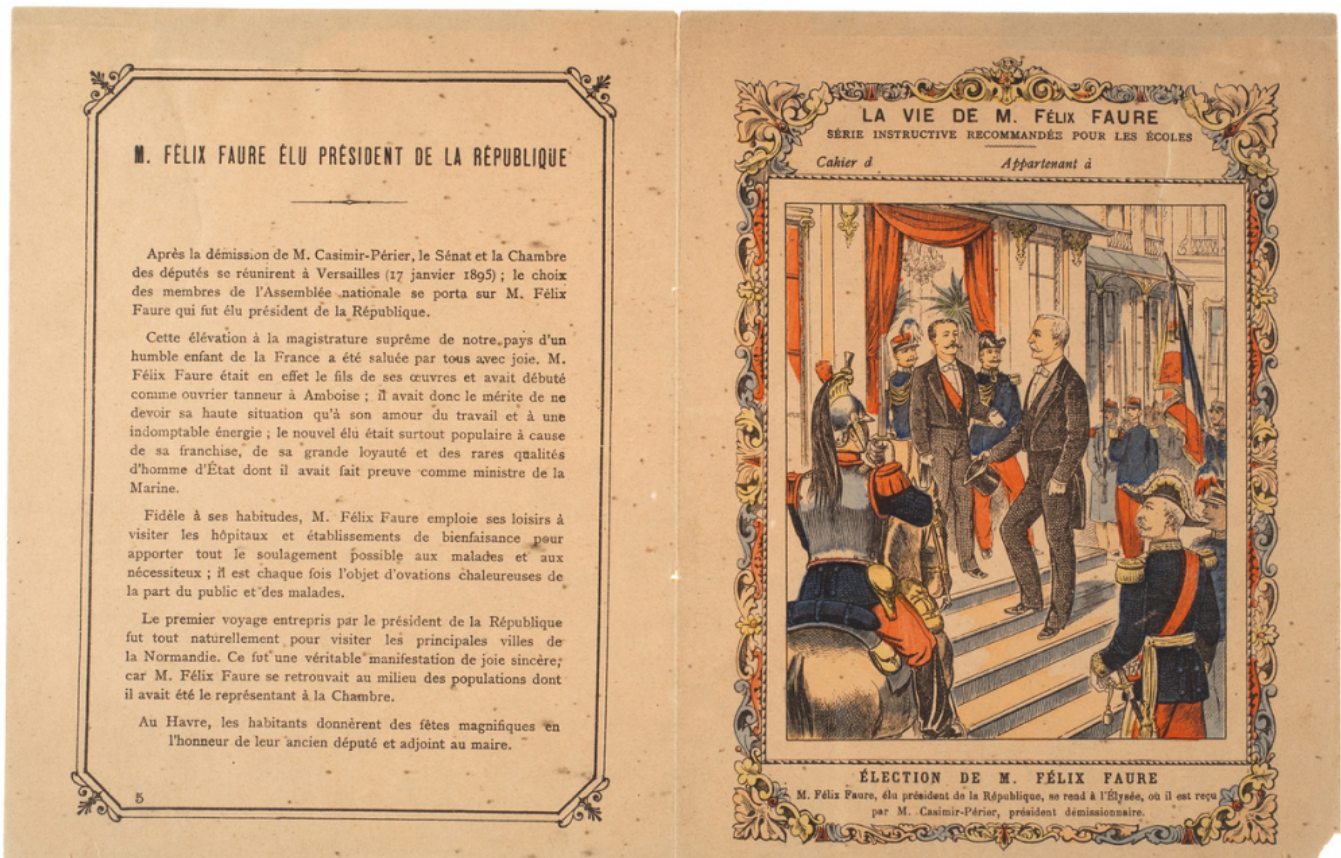 M. FÉLIX FAURE ÉLU PRÉSIDENT DE LA RÉPUBLIQUE
Après la démission de M. Casimir-Périer, le Sénat et la Chambre
des députés se réunirent à Versailles (17 janvier 1895) ; le choix
des membres de l'Assemblée nationale se porta sur M. Félix
Faure qui fut élu président de la République.
Cette élévation à la magistrature suprême de notre pays d'un
humble enfant de la France a été saluée par tous avec joie. M.
Félix Faure était en effet le fils de ses œuvres et avait débuté
comme ouvrier tanneur à Amboise ; il avait donc le mérite de ne
devoir sa haute situation qu'à son amour du travail et à une
indomptable énergie ; le nouvel élu était surtout populaire à cause
de sa franchise, de sa grande loyauté et des rares qualités
d'homme d'État dont il avait fait preuve comme ministre de la
Marine.
Fidèle à ses habitudes, M. Félix Faure emploie ses loisirs à
visiter les hôpitaux et établissements de bienfaisance pour
apporter tout le soulagement possible aux malades et aux
nécessiteux ; il est chaque fois l'objet d'ovations chaleureuses de
la part du public et des malades.
Le premier voyage entrepris par le président de la République
fut tout naturellement pour visiter les principales villes de
la Normandie. Ce fut une véritable manifestation de joie sincère,
car M. Félix Faure se retrouvait au milieu des populations dont
il avait été le représentant à la Chambre.
Au Havre, les habitants donnèrent des fêtes magnifiques en
l'honneur de leur ancien député et adjoint au maire.
5
LA VIE DE M. FÉLIX FAURE
SÉRIE INSTRUCTIVE RECOMMANDÉE POUR LES ÉCOLES
Cahier d Appartenant à
ÉLECTION DE M. FÉLIX FAURE
M. Félix Faure, élu président de la République, se rend à l'Élysée, où il est reçu
par M. Casimir-Périer, président démissionnaire.